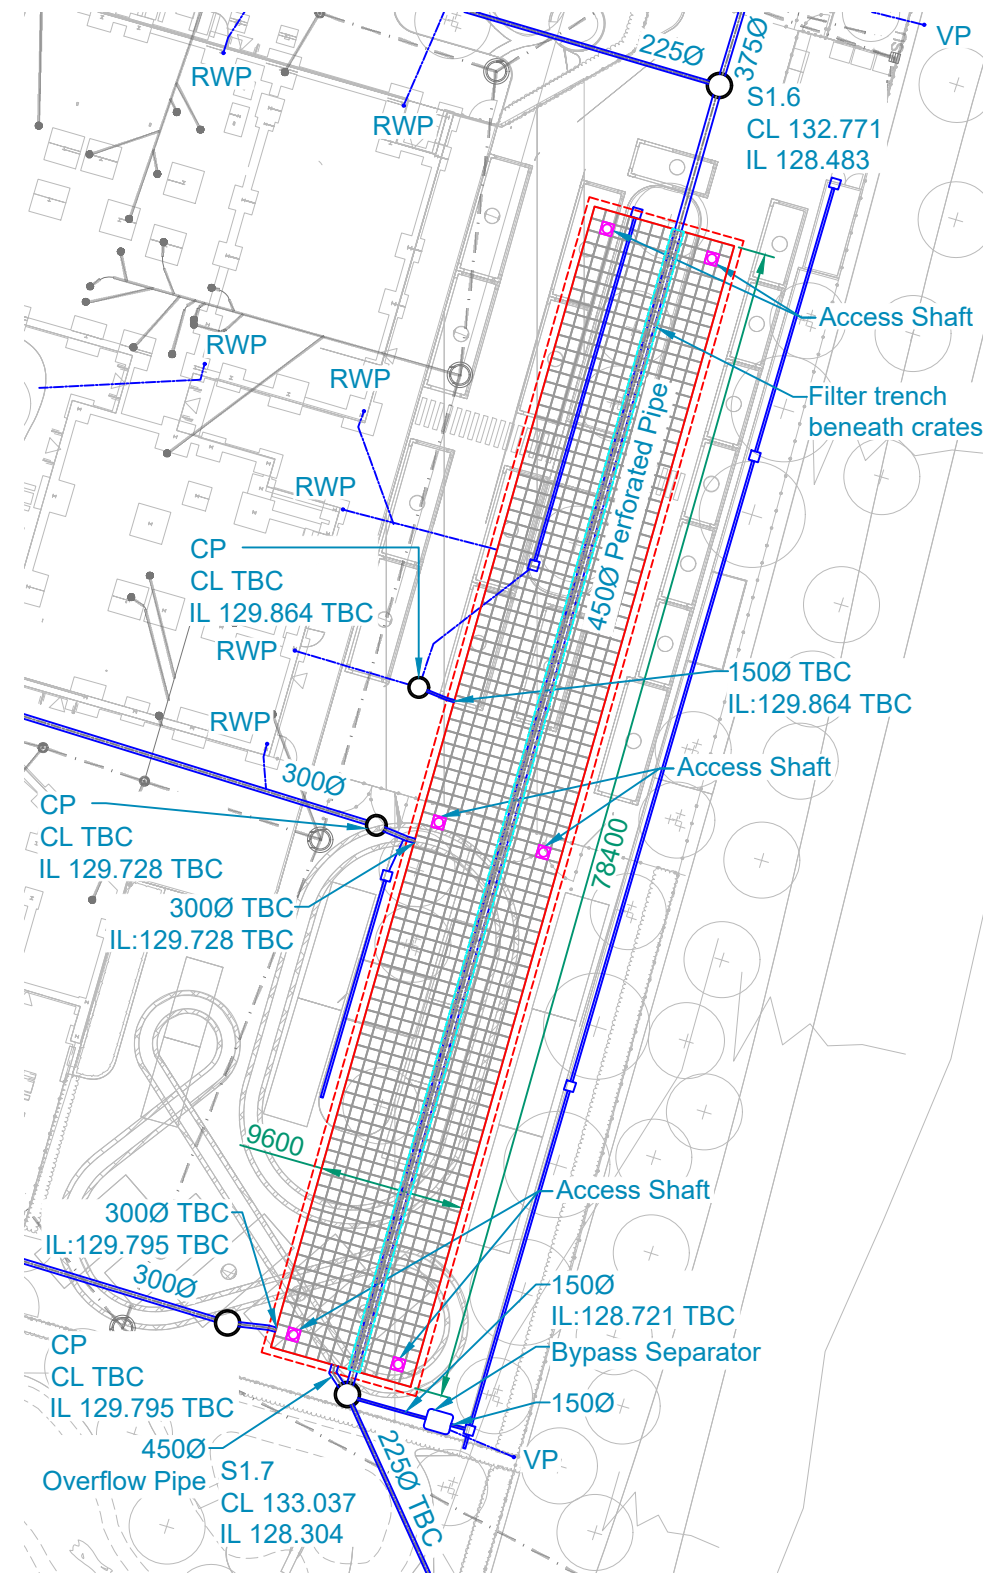 VP
225Ø
375Ø
RWP
S1.6
CL 132.771
IL 128.483
RWP
Access Shaft
RWP
RWP
Filter trench
beneath crates
450Ø Perforated Pipe
RWP
CP
CL TBC
IL 129.864 TBC
RWP
150Ø TBC
IL:129.864 TBC
RWP
300Ø
Access Shaft
CP
CL TBC
IL 129.728 TBC
78400
300Ø TBC
IL:129.728 TBC
9600
Access Shaft
300Ø TBC
IL:129.795 TBC
300Ø
150Ø
IL:128.721 TBC
CP
CL TBC
IL 129.795 TBC
Bypass Separator
150Ø
450Ø
Overflow Pipe
225Ø TBC
VP
S1.7
CL 133.037
IL 128.304